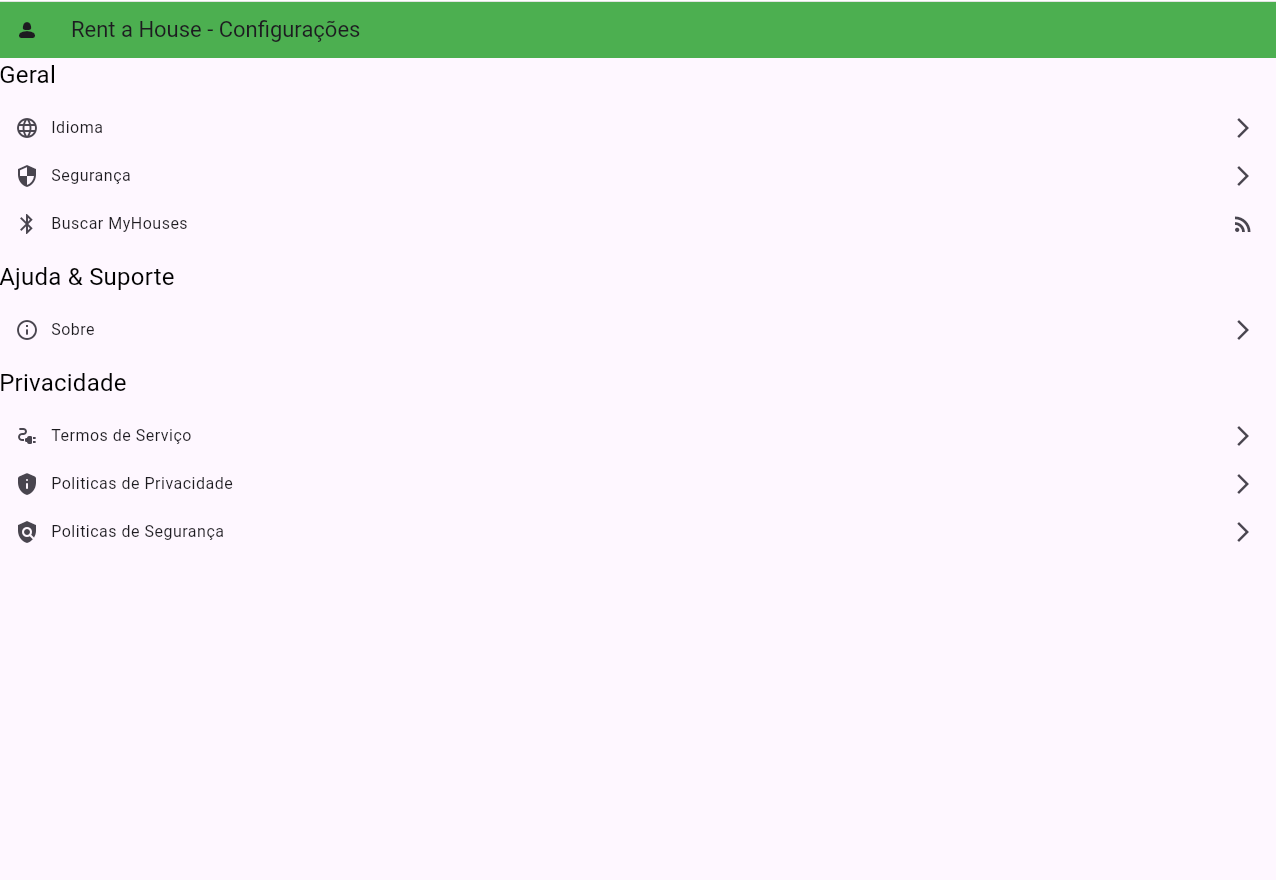 Rent a House - Configurações
Geral
Idioma
Segurança
Buscar MyHouses
Ajuda & Suporte
Sobre
Privacidade
Termos de Serviço
Politicas de Privacidade
Politicas de Segurança